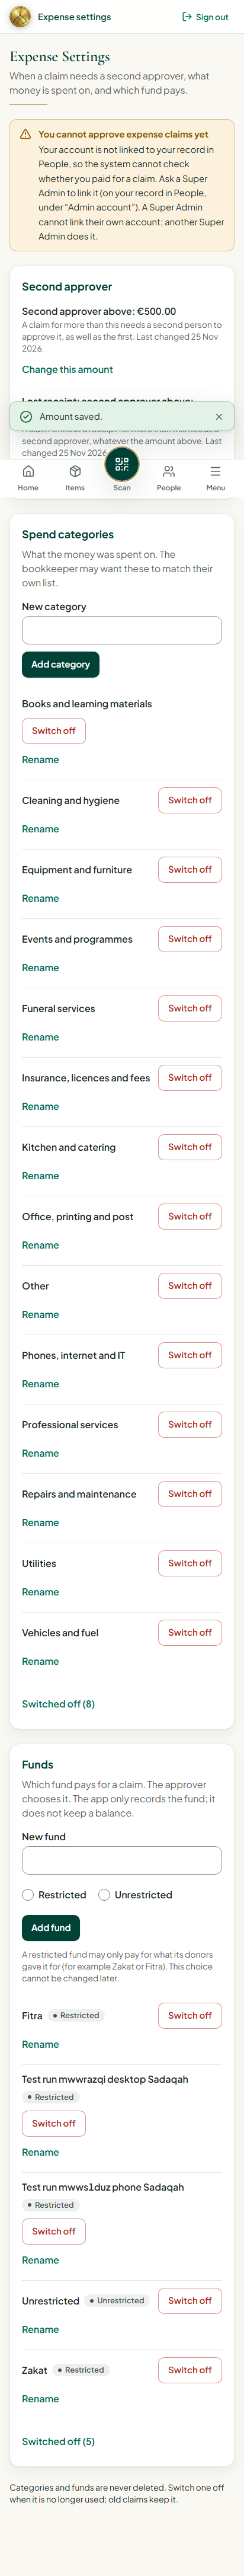 Expense settings
Sign out
Expense Settings
When a claim needs a second approver, what
money is spent on, and which fund pays.
You cannot approve expense claims yet
Your account is not linked to your record in
People, so the system cannot check
whether you paid for a claim. Ask a Super
Admin to link it (on your record in People,
under “Admin account”). A Super Admin
cannot link their own account; another Super
Admin does it.
Second approver
Second approver above: €500.00
A claim for more than this needs a second person to
approve it, as well as the first. Last changed 25 Nov
2026.
Change this amount
Amount saved.
second approver, whatever the amount above. Last
changed 25 Nov 2026.
Home
Items
Scan
People
Menu
Spend categories
What the money was spent on. The
bookkeeper may want these to match their
own list.
New category
Add category
Books and learning materials
Switch off
Rename
Cleaning and hygiene
Switch off
Rename
Equipment and furniture
Switch off
Rename
Events and programmes
Switch off
Rename
Funeral services
Switch off
Rename
Insurance, licences and fees
Switch off
Rename
Kitchen and catering
Switch off
Rename
Office, printing and post
Switch off
Rename
Other
Switch off
Rename
Phones, internet and IT
Switch off
Rename
Professional services
Switch off
Rename
Repairs and maintenance
Switch off
Rename
Utilities
Switch off
Rename
Vehicles and fuel
Switch off
Rename
Switched off (8)
Funds
Which fund pays for a claim. The approver
chooses it. The app only records the fund; it
does not keep a balance.
New fund
Restricted
Unrestricted
Add fund
A restricted fund may only pay for what its donors
gave it for (for example Zakat or Fitra). This choice
cannot be changed later.
Fitra
Restricted
Switch off
Rename
Test run mwwrazqi desktop Sadaqah
Restricted
Switch off
Rename
Test run mwws1duz phone Sadaqah
Restricted
Switch off
Rename
Unrestricted
Unrestricted
Switch off
Rename
Zakat
Restricted
Switch off
Rename
Switched off (5)
Categories and funds are never deleted. Switch one off
when it is no longer used; old claims keep it.